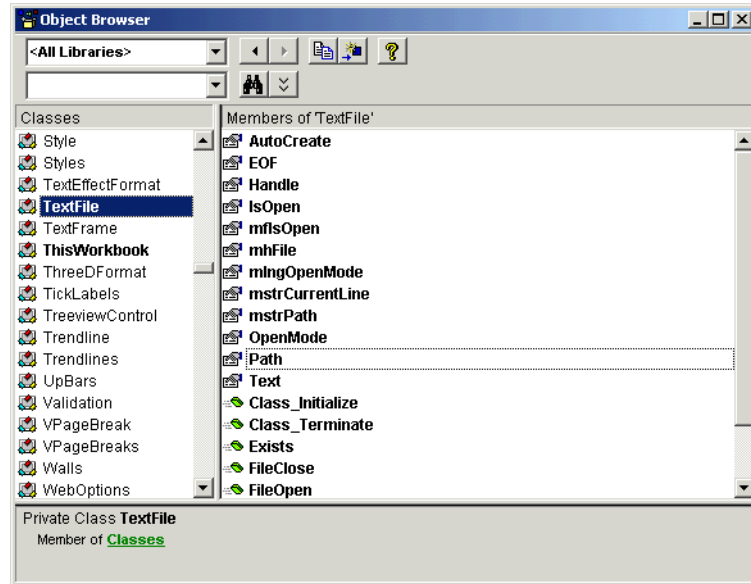 Object Browser
<All Libraries>
Classes
Members of 'TextFile'
Style
Styles
TextEffectFormat
TextFile
TextFrame
ThisWorkbook
ThreeDFormat
TickLabels
TreeviewControl
Trendline
Trendlines
UpBars
Validation
VPageBreak
VPageBreaks
Walls
WebOptions
AutoCreate
EOF
Handle
IsOpen
mfIsOpen
mhFile
mlngOpenMode
mstrCurrentLine
mstrPath
OpenMode
Path
Text
Class_Initialize
Class_Terminate
Exists
FileClose
FileOpen
Private Class TextFile
Member of Classes